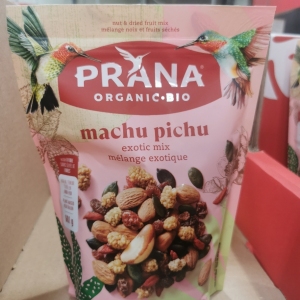 nut & dried fruit mix
mélange noix et fruits séchés
PRANA
ORGANIC•BIO
machu pichu
exotic mix
mélange exotique